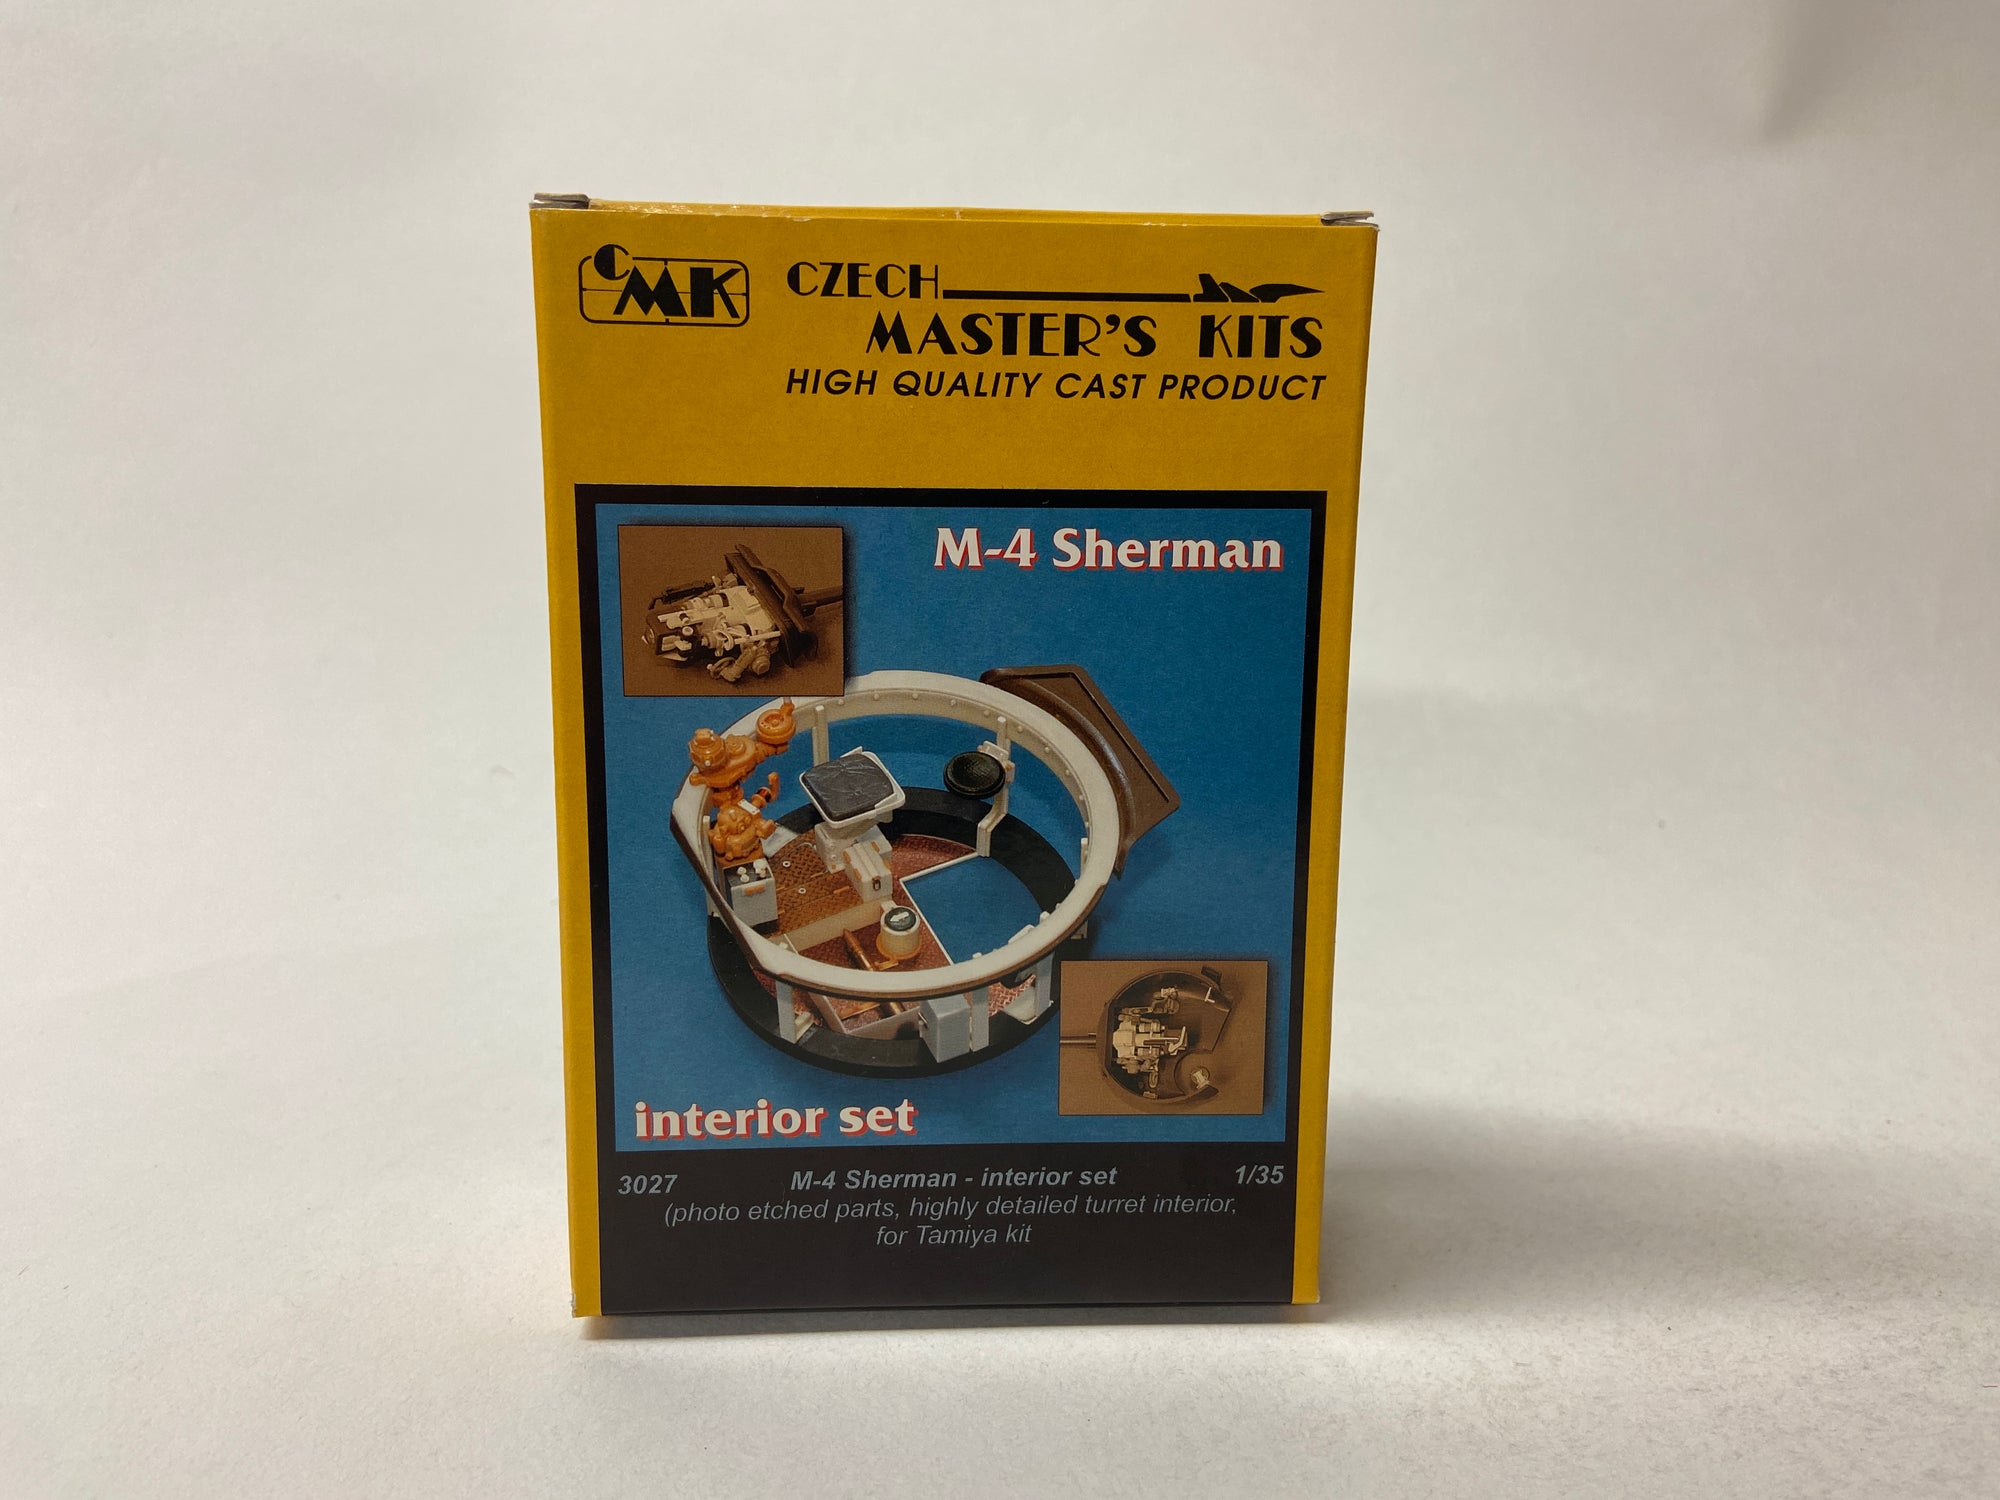 CMK
CZECH
MASTER'S KITS
HIGH QUALITY CAST PRODUCT
M-4 Sherman
interior set
3027 M-4 Sherman - interior set 1/35
(photo etched parts, highly detailed turret interior,
for Tamiya kit